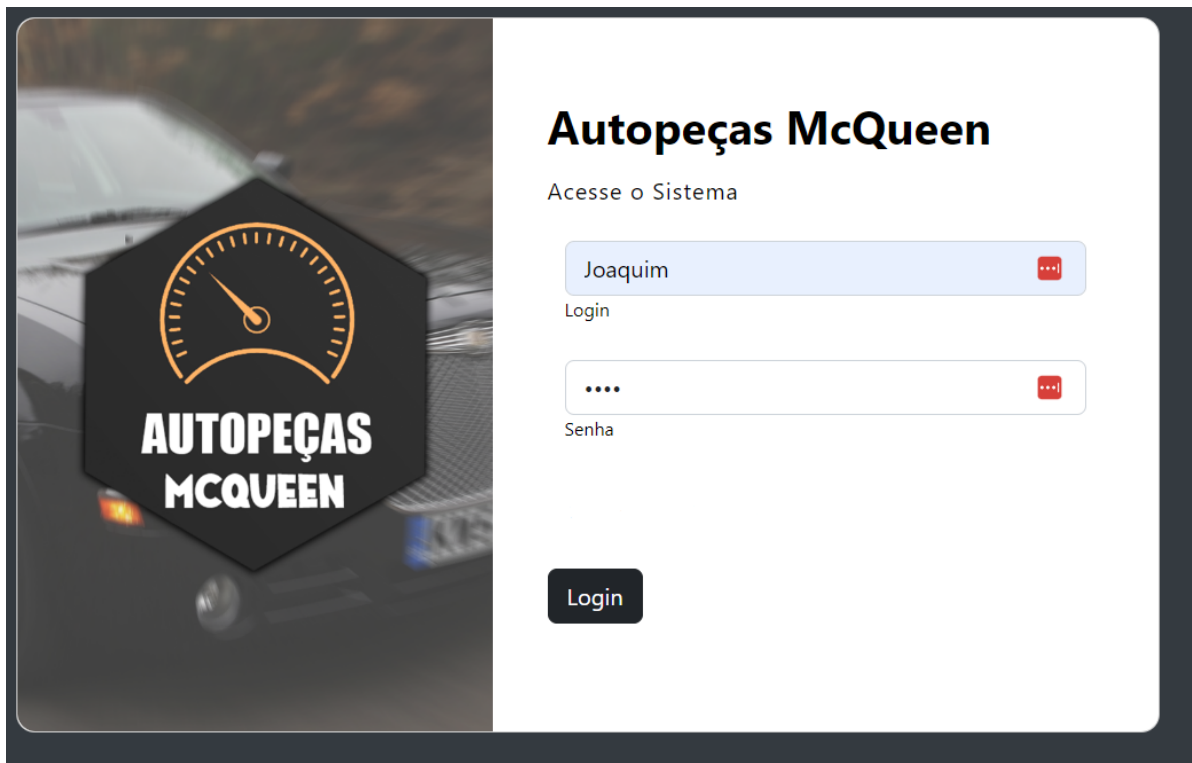 AUTOPEÇAS
MCQUEEN
Autopeças McQueen
Acesse o Sistema
Joaquim
Login
••••
Senha
Login